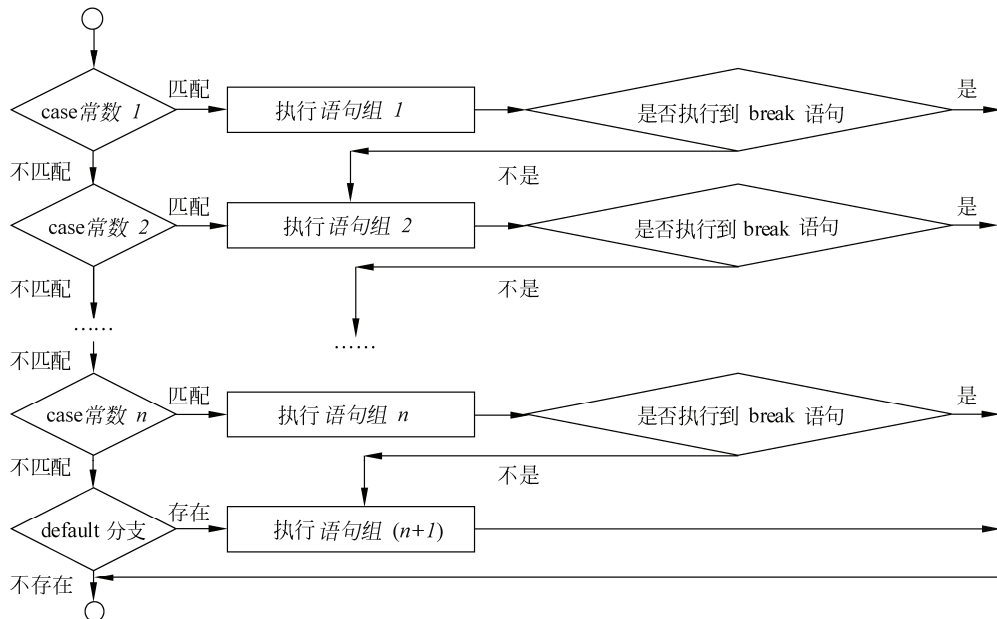 匹配
是
case常数 1
执行语句组 1
是否执行到 break 语句
不匹配
不是
匹配
是
case常数 2
执行语句组 2
是否执行到 break 语句
不匹配
不是
……
……
不匹配
匹配
是
case常数 n
执行语句组 n
是否执行到 break 语句
不匹配
不是
存在
default 分支
执行语句组 (n+1)
不存在